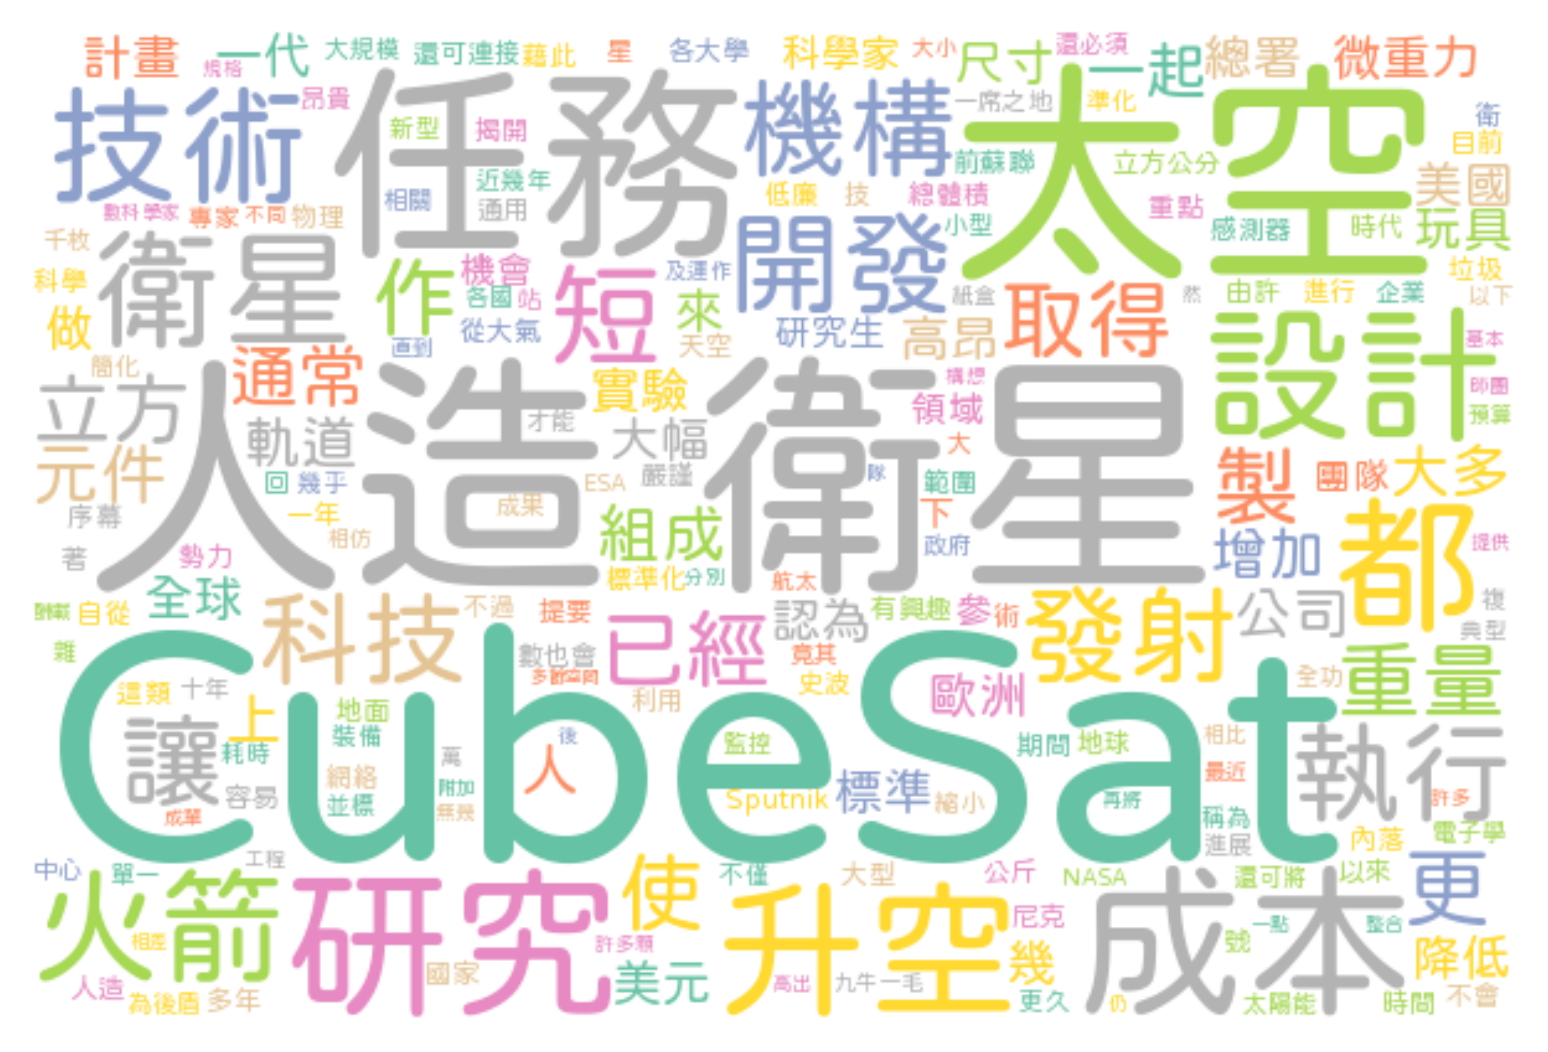 計畫
規格
一代
大規模
還可連接
藉此
星
各大學
科學家
大小
尺寸
還必須
一起
總署
微重力
技術
昂貴
任務
新型
揭開
機構
一席之地
太空
準化
衛
目前
前蘇聯
立方公分
美國
相關
近幾年
通用
低廉
技
總體積
小型
重點
感測器
時代
玩具
專家
不同
物理
千枚
衛星
科學
作
機會
各國
站
短
及運作
來
開發
紙盒
取得
然
由許
進行
企業
垃圾
以下
做
從大氣
天空
研究生
高昂
設計
基本
簡化
通常
直到
實驗
構想
領域
師團
預算
立方
人造衛星
才能
大幅
大
軌道
元件
回
幾乎
ESA
嚴謹
隊
範圍
製
團隊
大多
序幕
一年
成果
相仿
組成
下
政府
增加
都
提供
著
勢力
標準化
分別
航太
全球
自從
科技
不過
提要
已經
認為
有興趣
參
術
發射
公司
複
典型
雜
數也會
竟其
史波
歐洲
全功
重量
CubeSat
這類
十年
上
地面
裝備
利用
讓
耗時
網絡
並標
容易
成單
萬
附加
無幾
人
後
監控
Sputnik
標準
縮小
期間
地球
再將
相比
最近
稱為
進展
執行
許多
內落
電子學
中心
單一
工程
火箭
研究
使
不僅
大型
公斤
NASA
還可將
以來
更
升空
尼克
成本
號
一點
整合
相差
許多願
幾
降低
人造
為後盾
多年
國家
美元
高出
九牛一毛
更久
仍
太陽能
時間
不會